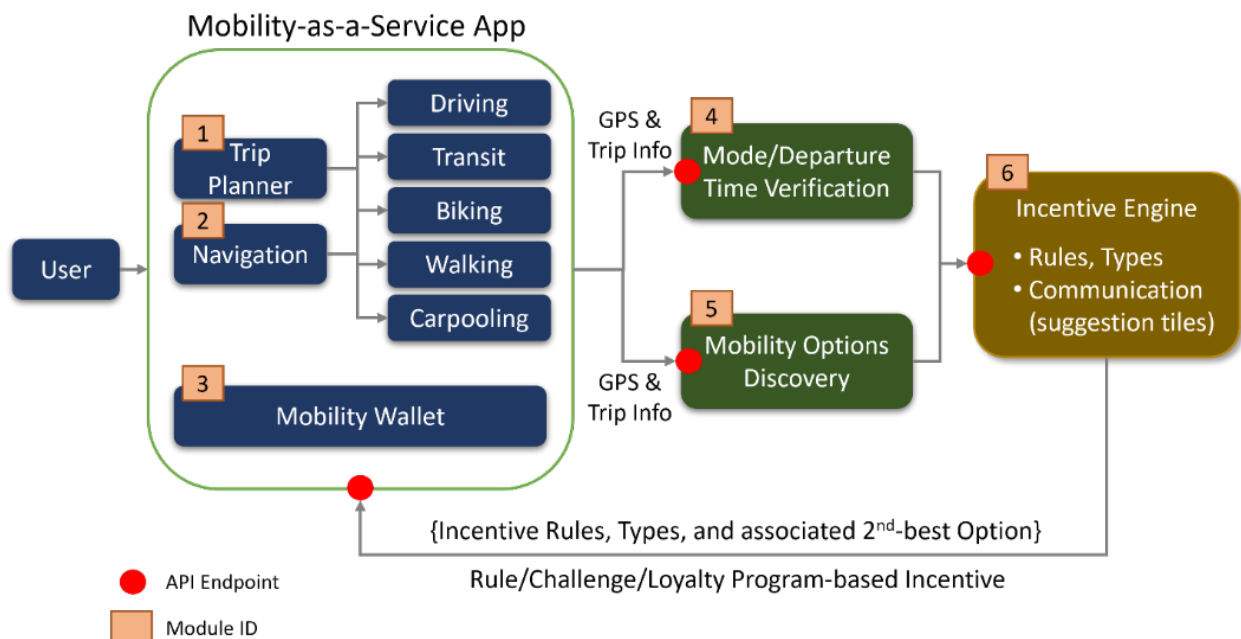 Mobility-as-a-Service App
User
1
Trip
Planner
2
Navigation
Driving
Transit
Biking
Walking
Carpooling
3
Mobility Wallet
GPS &
Trip Info
4
Mode/Departure
Time Verification
5
Mobility Options
Discovery
GPS &
Trip Info
6
Incentive Engine
• Rules, Types
• Communication
(suggestion tiles)
{Incentive Rules, Types, and associated 2nd-best Option}
Rule/Challenge/Loyalty Program-based Incentive
API Endpoint
Module ID